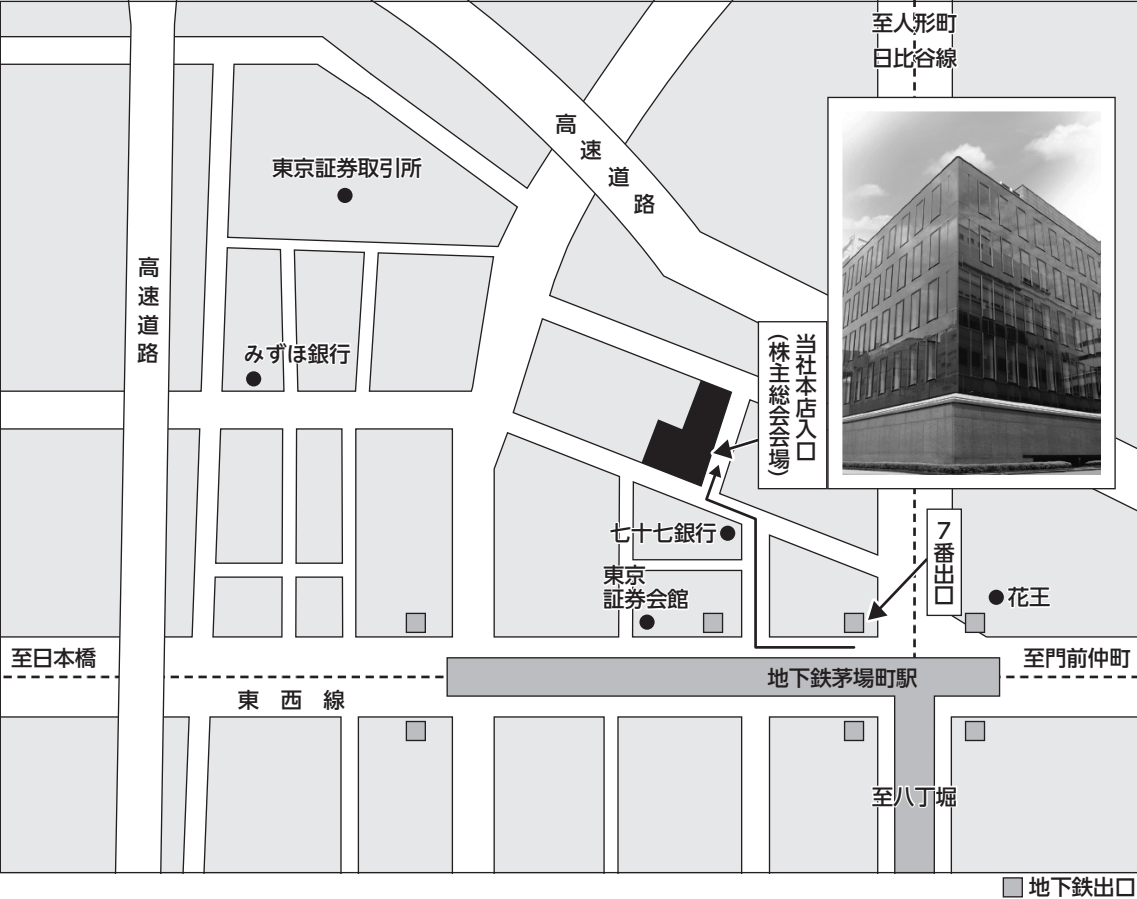 至人形町
日比谷線
高速道路
東京証券取引所
高速道路
みずほ銀行
当社本店入口
(株主総会会場)
七十七銀行
7番出口
東京
証券会館
花王
至日本橋
至門前仲町
地下鉄茅場町駅
東西線
至八丁堀
地下鉄出口